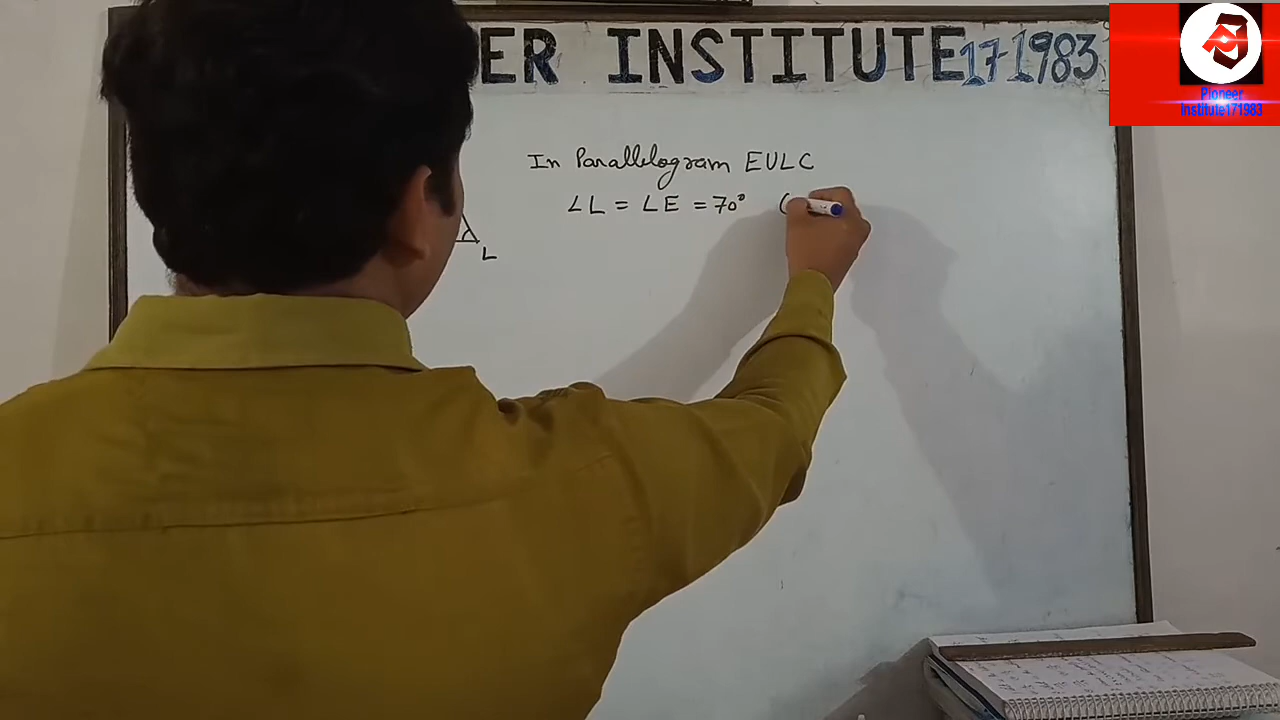 ER INSTITUTE 171983
Pioneer
Institute171983
In Parallelogram EULC
∠L = ∠E = 70° (
L